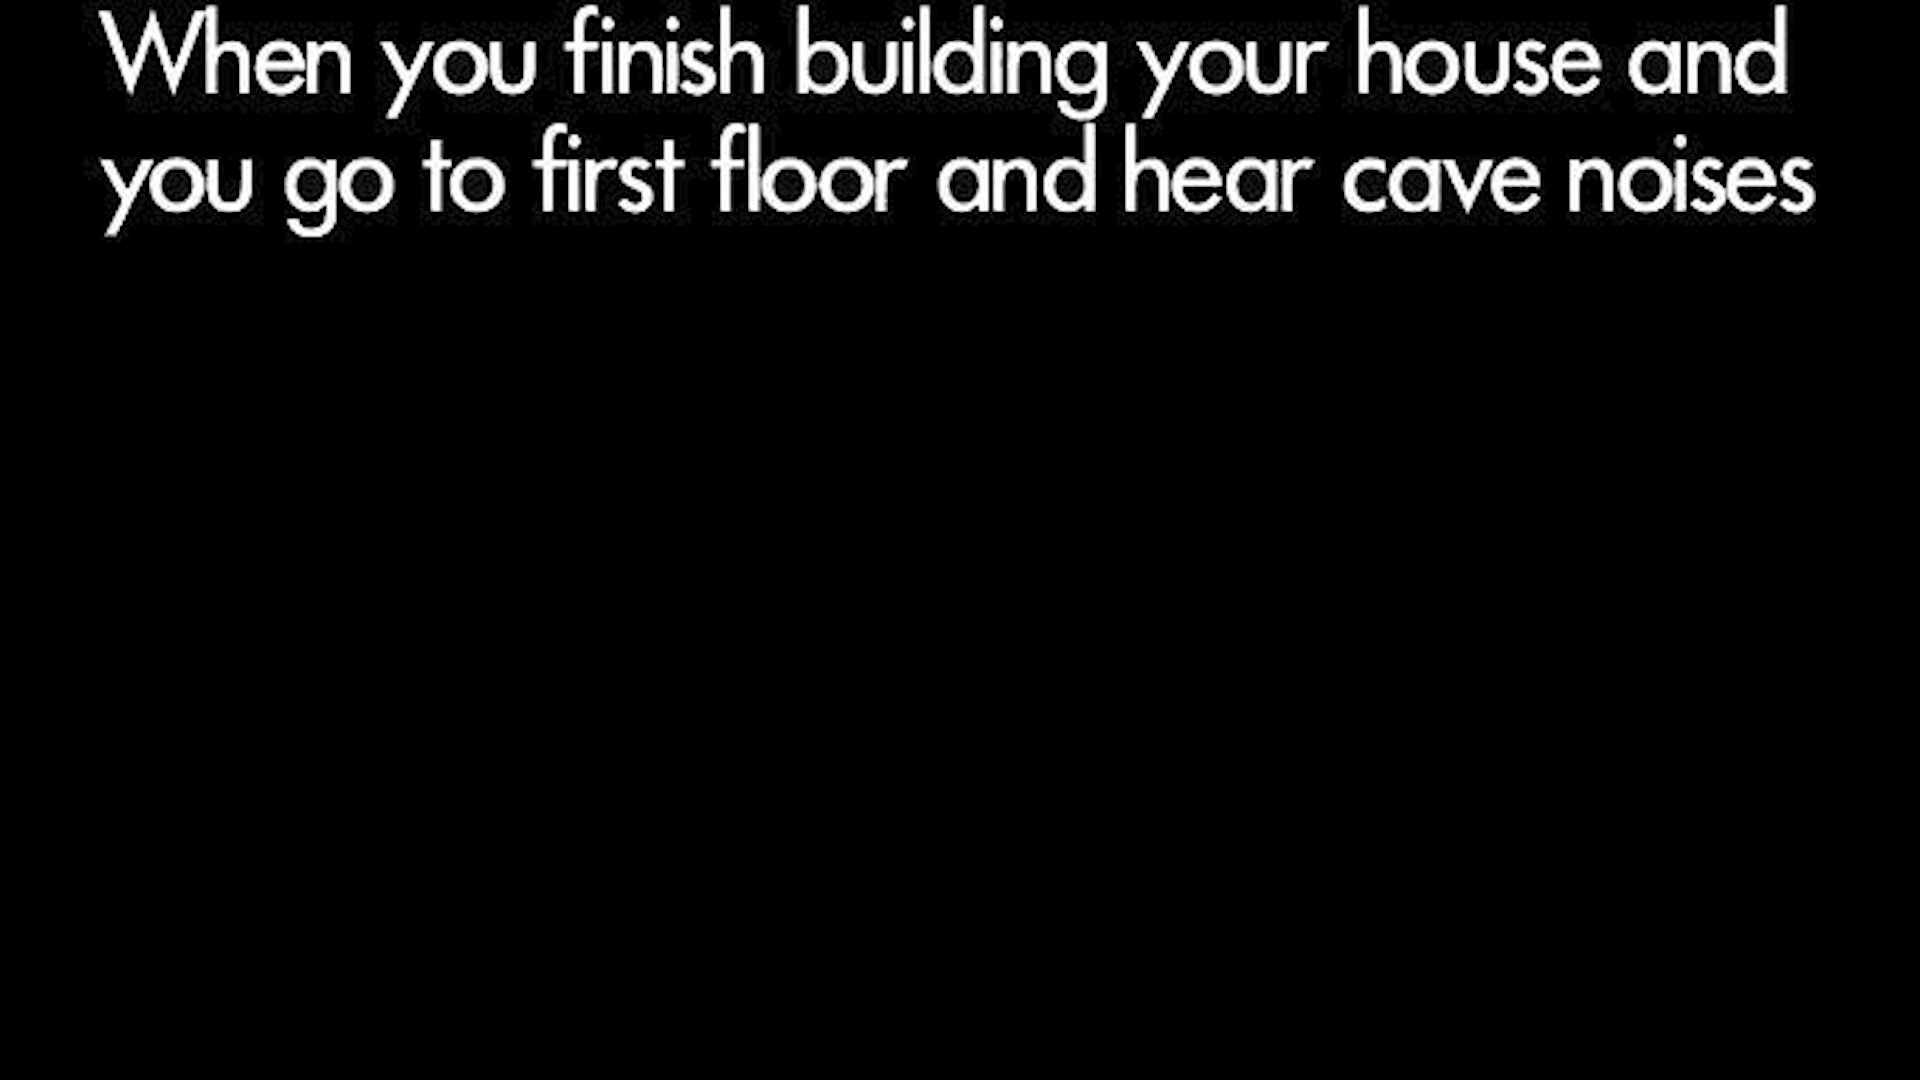 When you finish building your house and
you go to first floor and hear cave noises